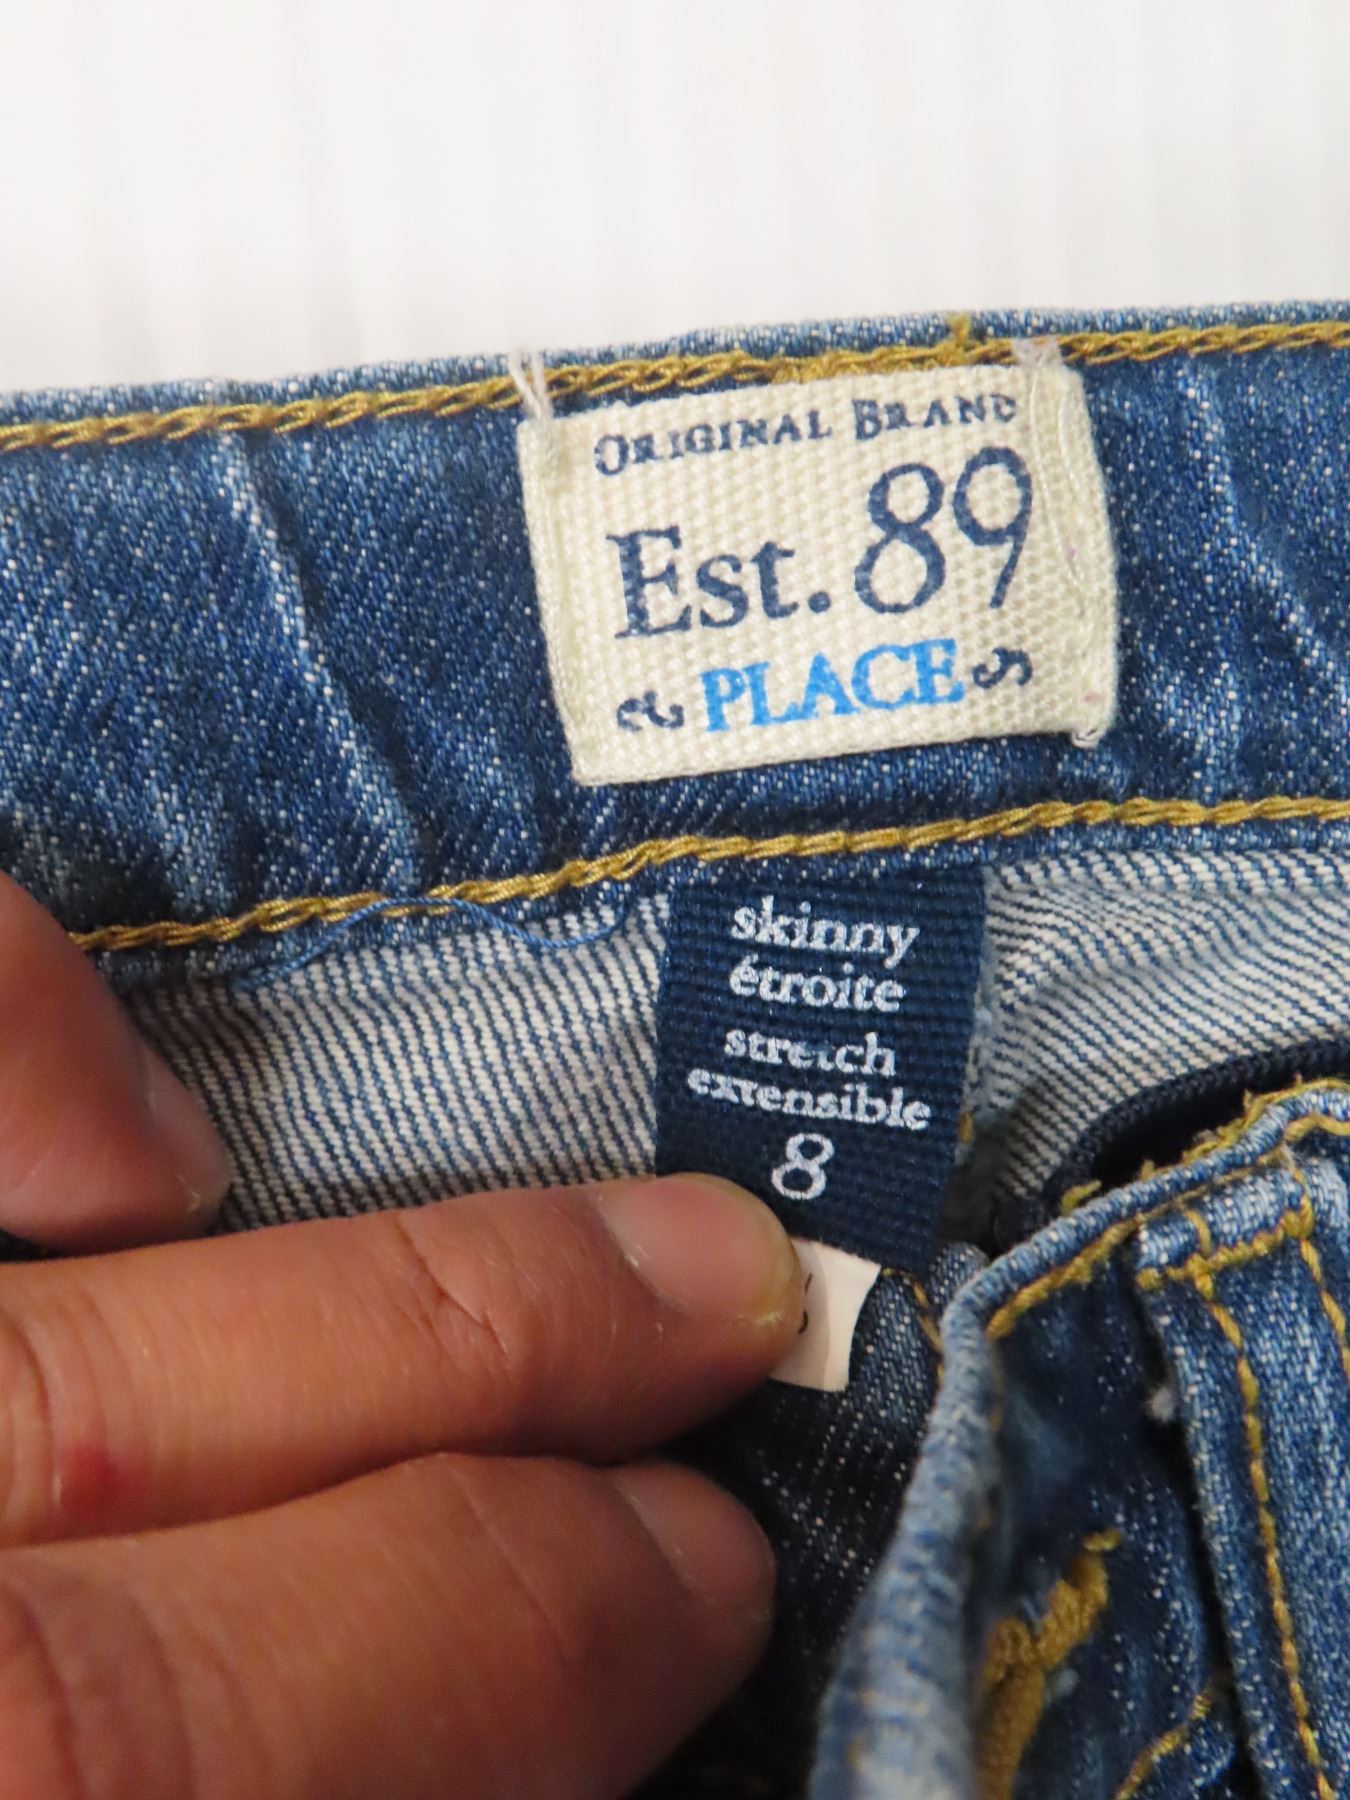 ORIGINAL BRAND
Est. 89
PLACE
skinny
étroite
stretch
extensible
8